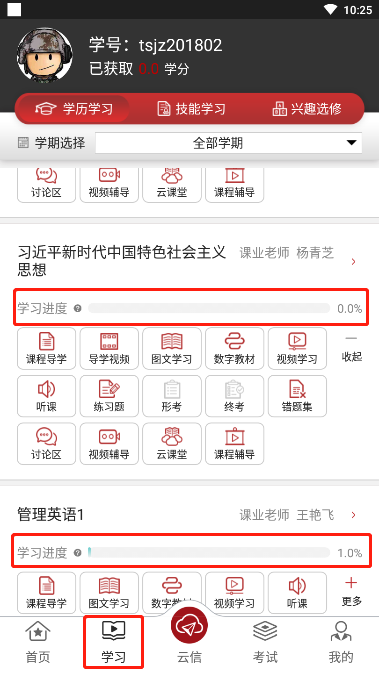 10:25
学号：tsjz201802
已获取 0.0 学分
学历学习 技能学习 兴趣选修
学期选择 全部学期
讨论区 视频辅导 云课堂 课程辅导
习近平新时代中国特色社会主义 课业老师 杨青芝
思想
学习进度 0.0%
课程导学 导学视频 图文学习 数字教材 视频学习 收起
听课 练习题 形考 终考 错题集
讨论区 视频辅导 云课堂 课程辅导
管理英语1 课业老师 王艳飞
学习进度 1.0%
课程导学 图文学习 数字教材 视频学习 听课 更多
首页 学习 云信 考试 我的